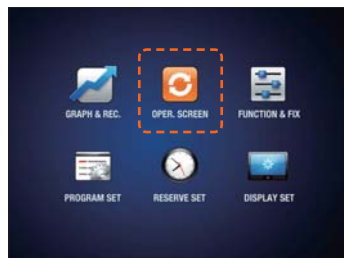 GRAPH & REC. OPER. SCREEN FUNCTION & FIX
PROGRAM SET RESERVE SET DISPLAY SET